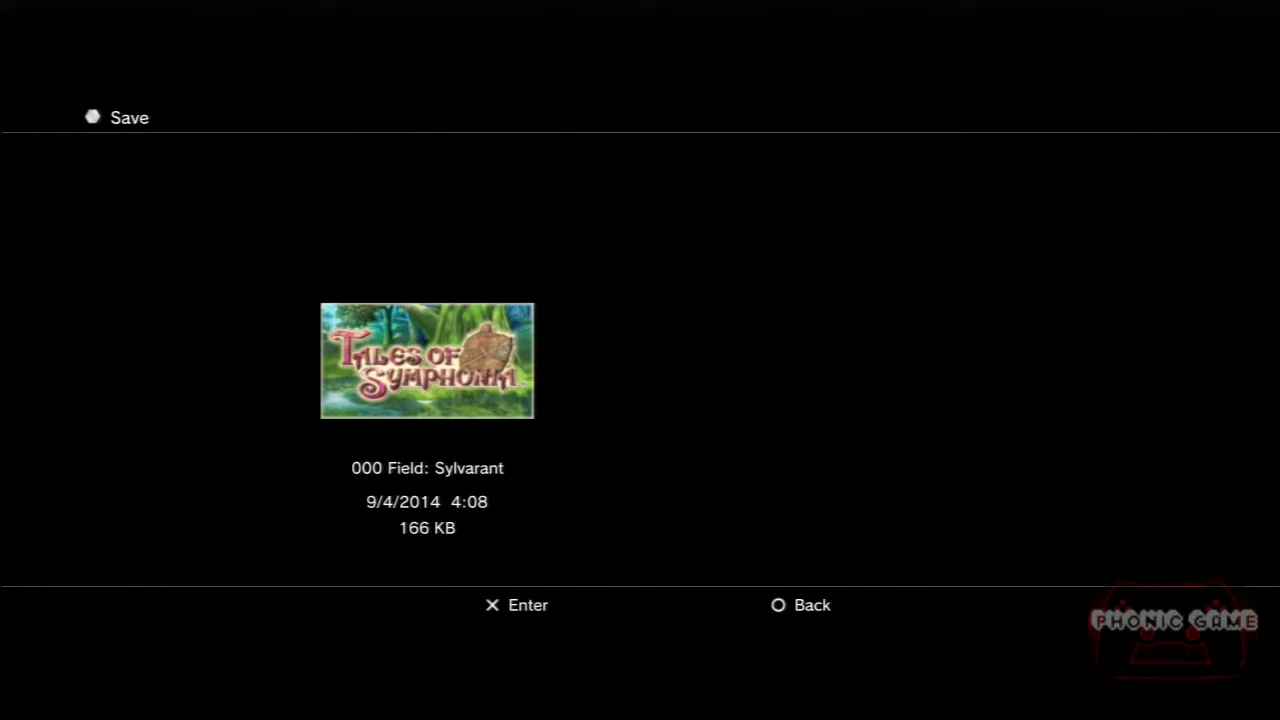 Save
TALES OF
SYMPHONIA
000 Field: Sylvarant
9/4/2014 4:08
166 KB
Enter
Back
PHONIC GAME